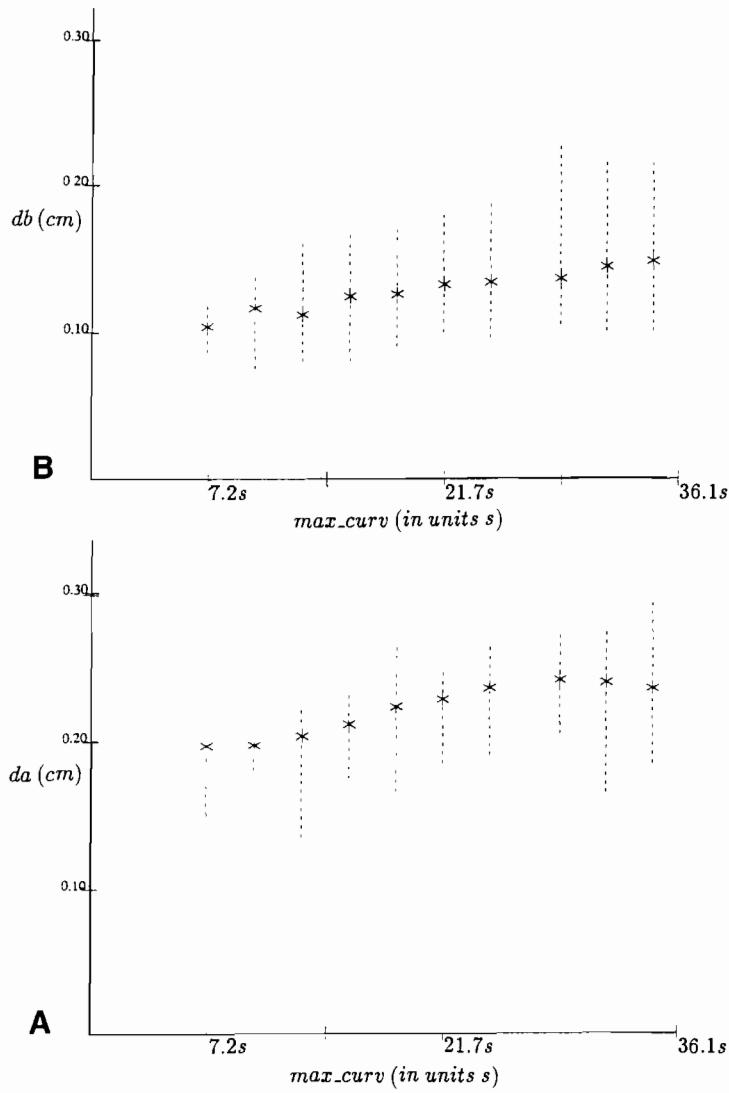 0.30
0.20
db (cm)
0.10
B
7.2s 21.7s 36.1s
max_curv (in units s)
0.30
0.20
da (cm)
0.10
A
7.2s 21.7s 36.1s
max_curv (in units s)